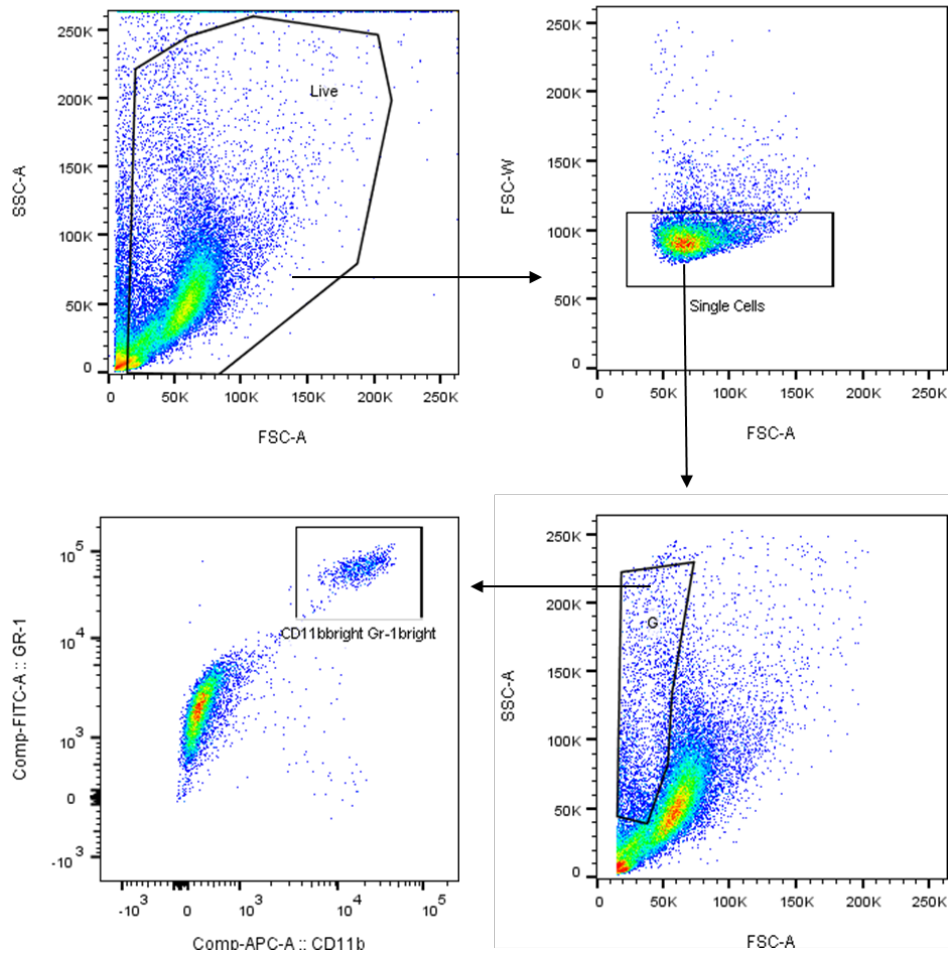 250K
200K
150K
100K
50K
0
SSC-A
Live
0 50K 100K 150K 200K 250K
FSC-A
250K
200K
150K
100K
50K
0
FSC-W
Single Cells
0 50K 100K 150K 200K 250K
FSC-A
10^5
10^4
10^3
0
-10^3
Comp-FITC-A :: GR-1
CD11bbright Gr-1bright
-10^3 0 10^3 10^4 10^5
Comp-APC-A :: CD11b
250K
200K
150K
100K
50K
0
SSC-A
G
0 50K 100K 150K 200K 250K
FSC-A